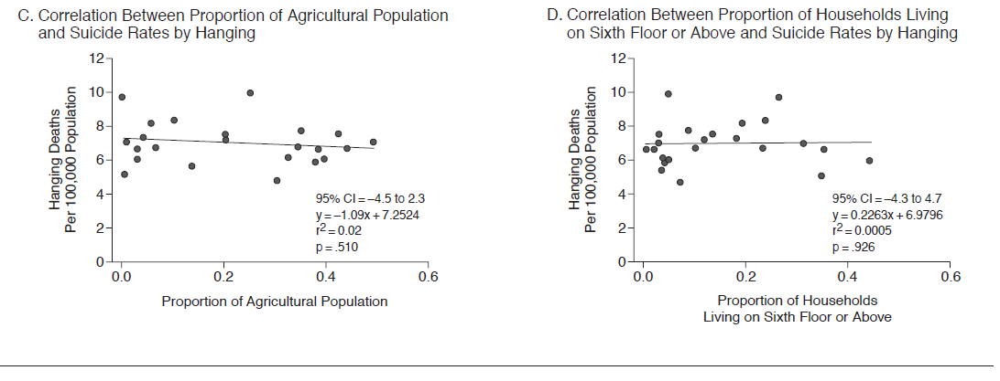 C. Correlation Between Proportion of Agricultural Population
and Suicide Rates by Hanging
12
10
8
6
4
2
0
Hanging Deaths
Per 100,000 Population
95% CI = –4.5 to 2.3
y = –1.09x + 7.2524
r2 = 0.02
p = .510
0.0
0.2
0.4
0.6
Proportion of Agricultural Population
D. Correlation Between Proportion of Households Living
on Sixth Floor or Above and Suicide Rates by Hanging
12
10
8
6
4
2
0
Hanging Deaths
Per 100,000 Population
95% CI = –4.3 to 4.7
y = 0.2263x + 6.9796
r2 = 0.0005
p = .926
0.0
0.2
0.4
0.6
Proportion of Households
Living on Sixth Floor or Above